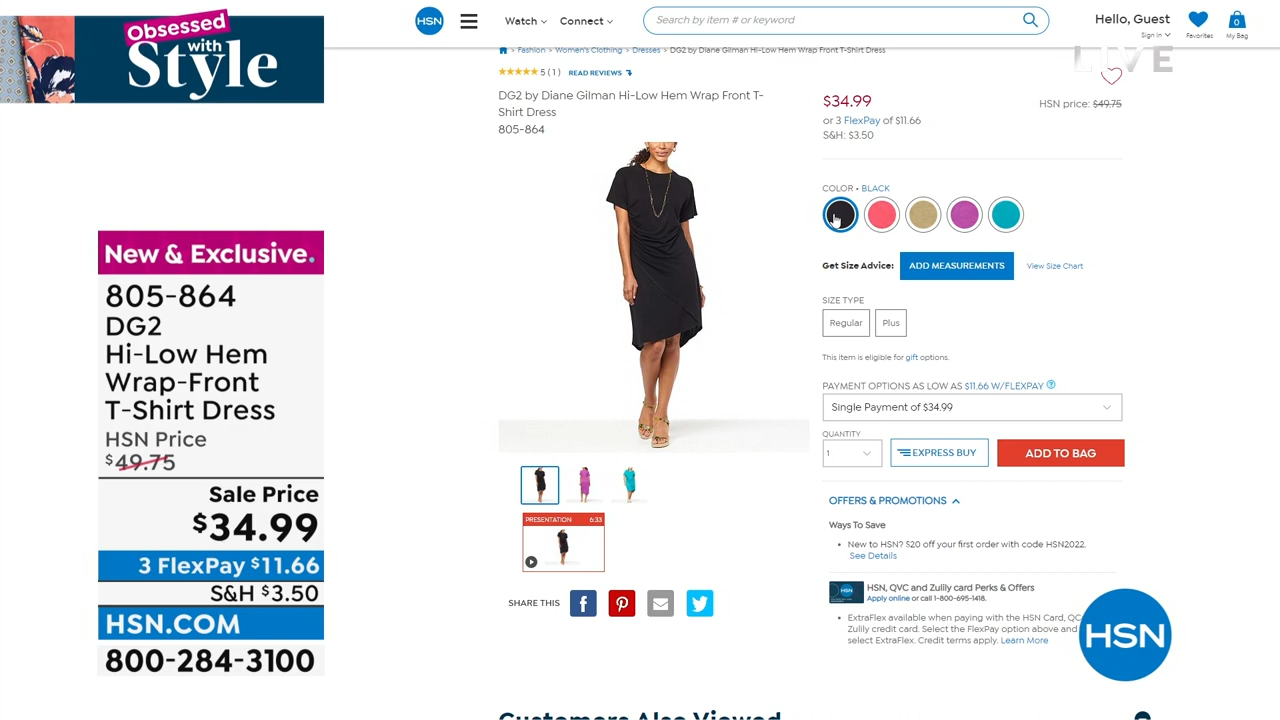 Obsessed
with
Style
New & Exclusive.
805-864
DG2
Hi-Low Hem
Wrap-Front
T-Shirt Dress
HSN Price
$49.75
Sale Price
$34.99
3 FlexPay $11.66
S&H $3.50
HSN.COM
800-284-3100
HSN
Watch
Connect
Search by item # or keyword
Hello, Guest
Sign in
Favorites
0
My Bag
LIVE
> Fashion > Women's Clothing > Dresses > DG2 by Diane Gilman Hi-Low Hem Wrap Front T-Shirt Dress
5 ( 1 ) READ REVIEWS
DG2 by Diane Gilman Hi-Low Hem Wrap Front T-
Shirt Dress
805-864
PRESENTATION 6:33
SHARE THIS
$34.99
HSN price: $49.75
or 3 FlexPay of $11.66
S&H: $3.50
COLOR • BLACK
Get Size Advice: ADD MEASUREMENTS View Size Chart
SIZE TYPE
Regular Plus
This item is eligible for gift options.
PAYMENT OPTIONS AS LOW AS $11.66 W/FLEXPAY ?
Single Payment of $34.99
QUANTITY
1 EXPRESS BUY ADD TO BAG
OFFERS & PROMOTIONS
Ways To Save
• New to HSN? $20 off your first order with code HSN2022.
See Details
HSN, QVC and Zulily card Perks & Offers
Apply online or call 1-800-695-1418.
• ExtraFlex available when paying with the HSN Card, QC
Zulily credit card. Select the FlexPay option above and
select ExtraFlex. Credit terms apply. Learn More
HSN
Customers Also Viewed